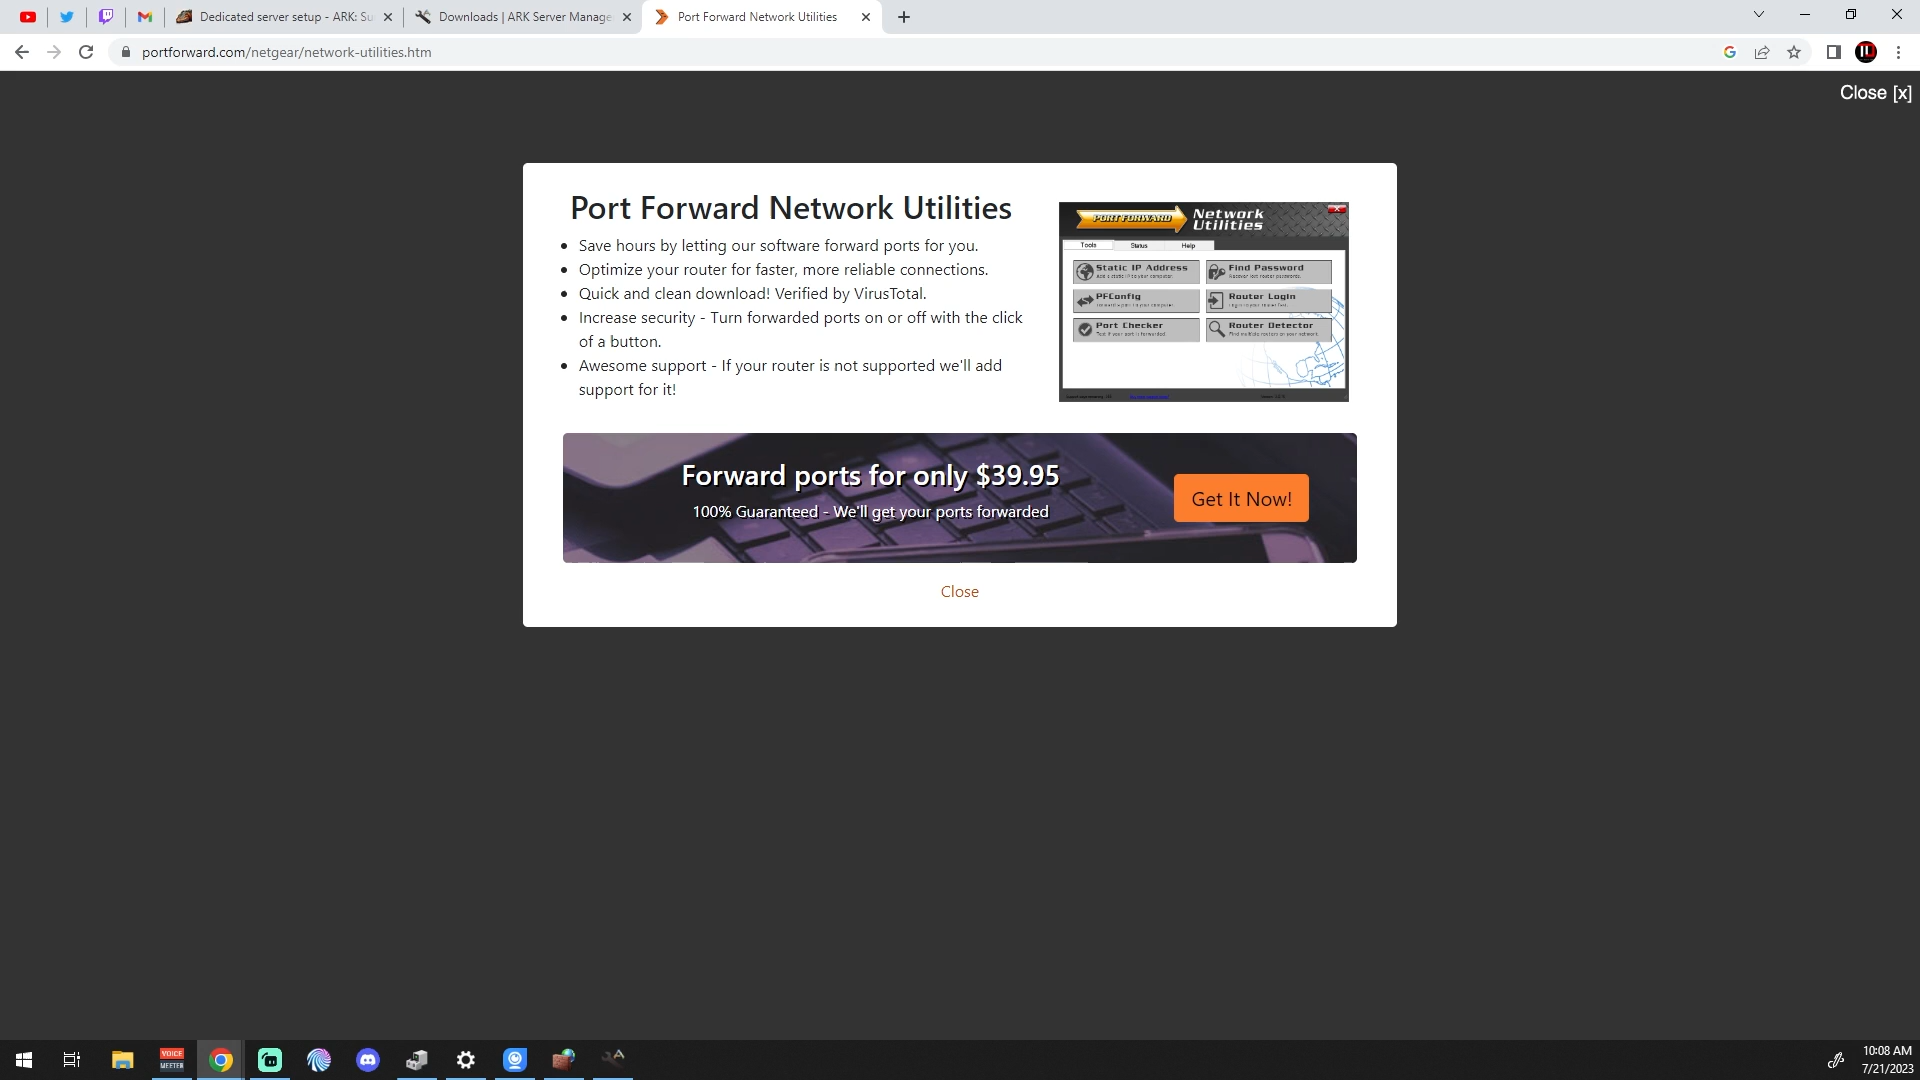 Dedicated server setup - ARK: Su
Downloads | ARK Server Manage
Port Forward Network Utilities
portforward.com/netgear/network-utilities.htm
Close [x]
Port Forward Network Utilities
Save hours by letting our software forward ports for you.
Optimize your router for faster, more reliable connections.
Quick and clean download! Verified by VirusTotal.
Increase security - Turn forwarded ports on or off with the click
of a button.
Awesome support - If your router is not supported we'll add
support for it!
PORT FORWARD
Network
Utilities
Tools Status Help
Static IP Address
Find Password
PFConfig
Router Login
Port Checker
Router Detector
Forward ports for only $39.95
100% Guaranteed - We'll get your ports forwarded
Get It Now!
Close
VOICE
MEETER
10:08 AM
7/21/2023